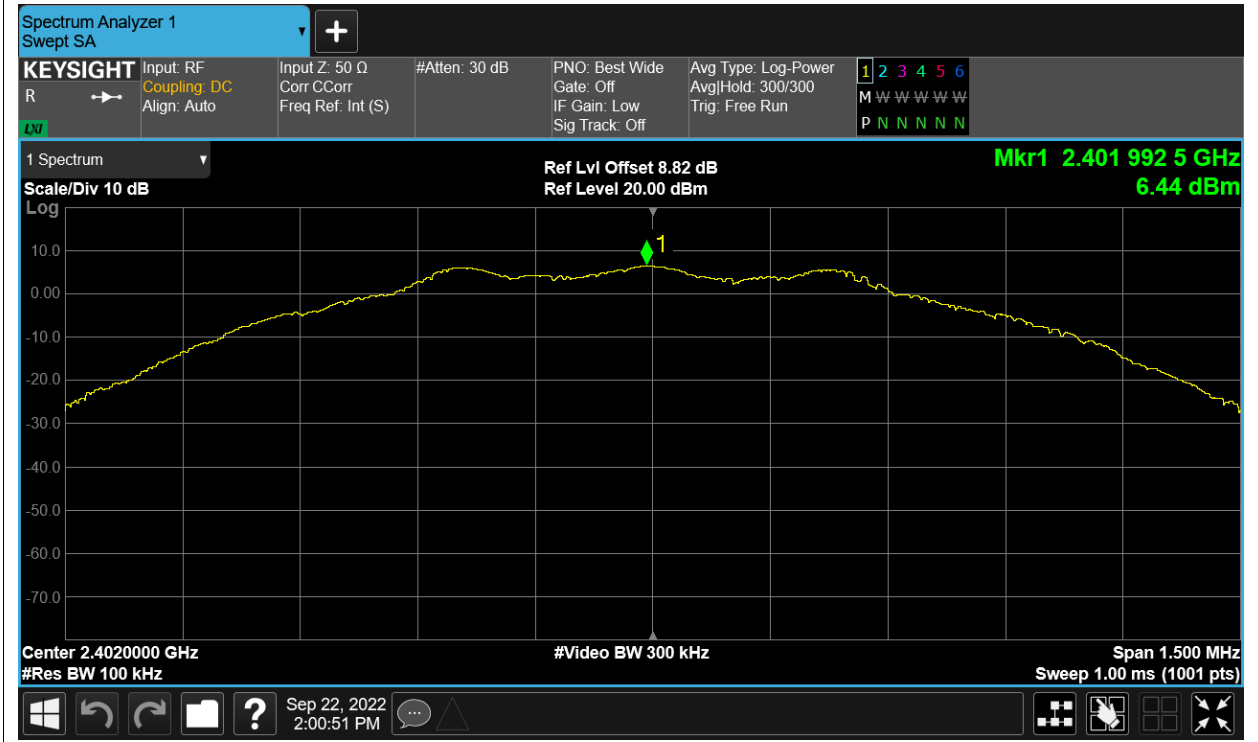 Spectrum Analyzer 1
Swept SA
KEYSIGHT
R
LXI
Input: RF
Coupling: DC
Align: Auto
Input Z: 50 Ω
Corr CCorr
Freq Ref: Int (S)
#Atten: 30 dB
PNO: Best Wide
Gate: Off
IF Gain: Low
Sig Track: Off
Avg Type: Log-Power
Avg|Hold: 300/300
Trig: Free Run
1 2 3 4 5 6
M W W W W W
P N N N N N
1 Spectrum
Scale/Div 10 dB
Log
Ref Lvl Offset 8.82 dB
Ref Level 20.00 dBm
Mkr1 2.401 992 5 GHz
6.44 dBm
1
10.0
0.00
-10.0
-20.0
-30.0
-40.0
-50.0
-60.0
-70.0
Center 2.4020000 GHz
#Res BW 100 kHz
#Video BW 300 kHz
Span 1.500 MHz
Sweep 1.00 ms (1001 pts)
?
Sep 22, 2022
2:00:51 PM